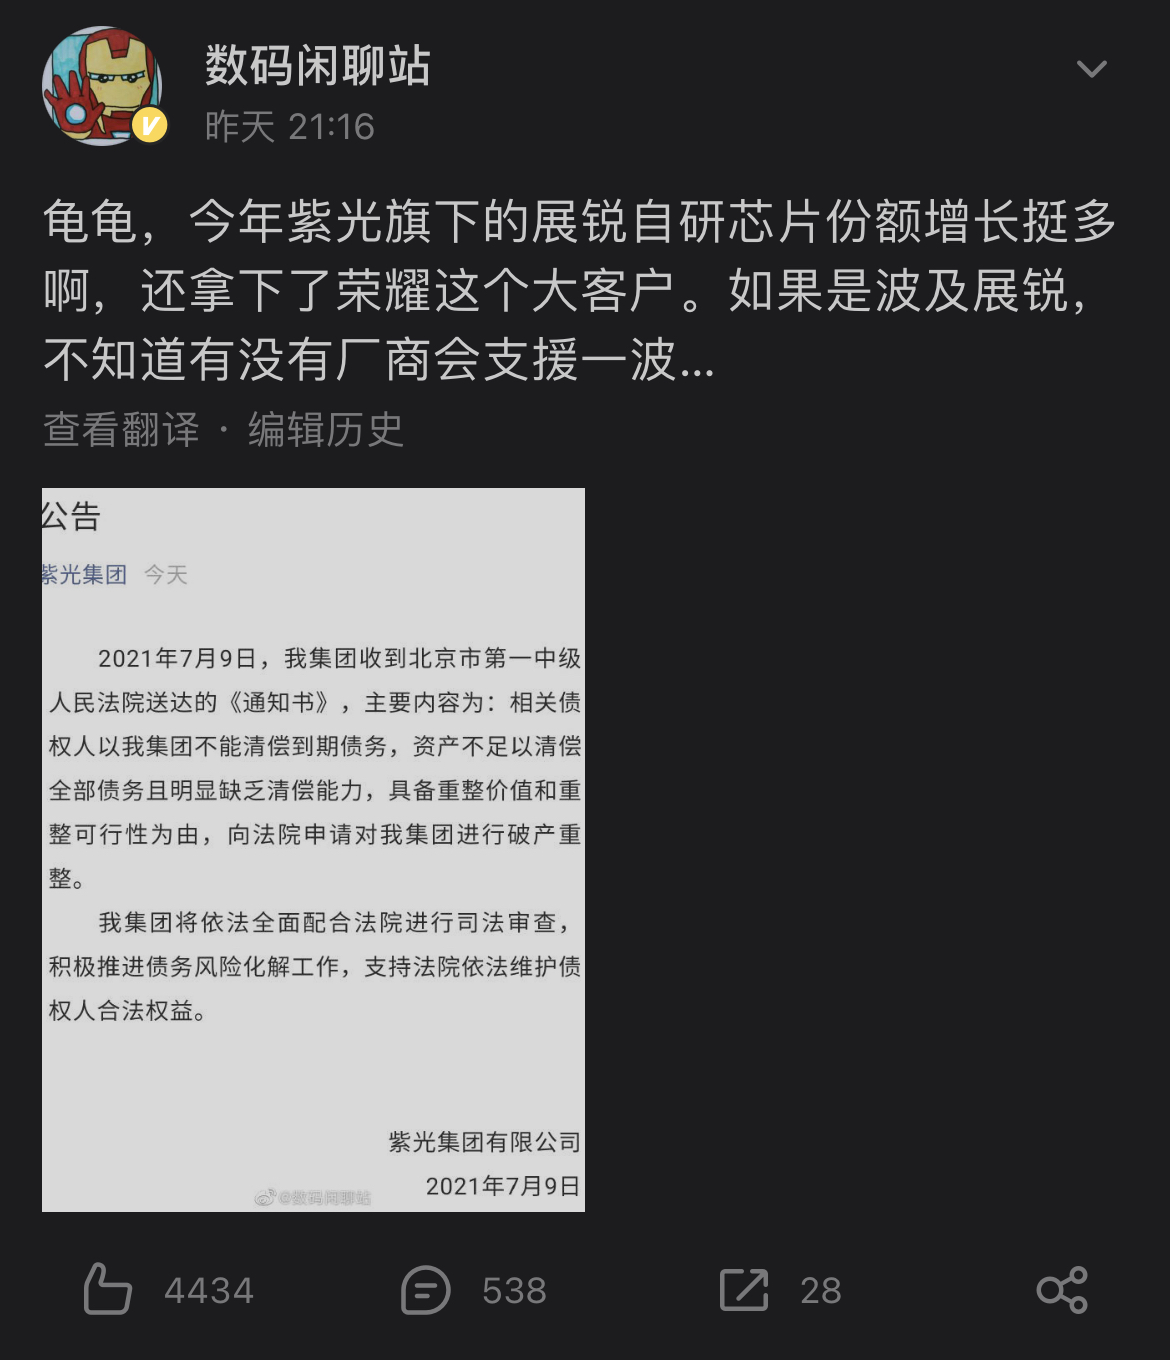 数码闲聊站
昨天 21:16
龟龟，今年紫光旗下的展锐自研芯片份额增长挺多
啊，还拿下了荣耀这个大客户。如果是波及展锐，
不知道有没有厂商会支援一波...
查看翻译 · 编辑历史
公告
紫光集团 今天
2021年7月9日，我集团收到北京市第一中级
人民法院送达的《通知书》，主要内容为：相关债
权人以我集团不能清偿到期债务，资产不足以清偿
全部债务且明显缺乏清偿能力，具备重整价值和重
整可行性为由，向法院申请对我集团进行破产重
整。
我集团将依法全面配合法院进行司法审查，
积极推进债务风险化解工作，支持法院依法维护债
权人合法权益。
紫光集团有限公司
2021年7月9日
@数码闲聊站
4434 538 28